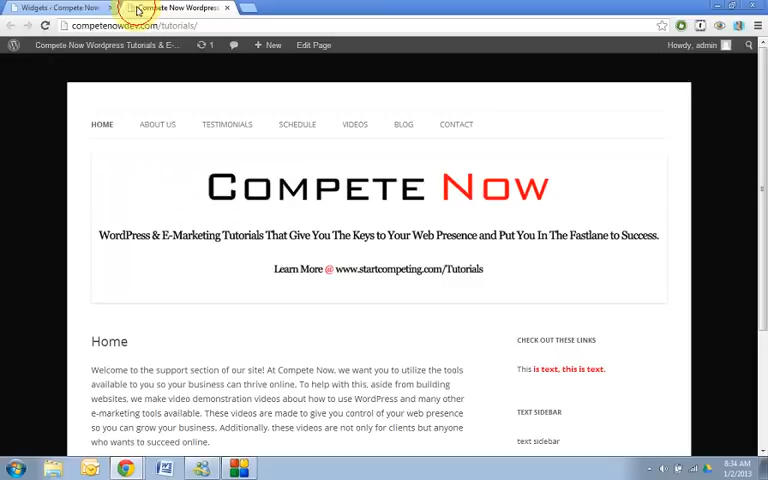 Widgets ‹ Compete Now
Compete Now Wordpress
competenowdev.com/tutorials/
Compete Now Wordpress Tutorials & E-...
1
+ New
Edit Page
Howdy, admin
HOME
ABOUT US
TESTIMONIALS
SCHEDULE
VIDEOS
BLOG
CONTACT
COMPETE NOW
WordPress & E-Marketing Tutorials That Give You The Keys to Your Web Presence and Put You In The Fastlane to Success.
Learn More @ www.startcompeting.com/Tutorials
Home
Welcome to the support section of our site! At Compete Now, we want you to utilize the tools
available to you so your business can thrive online. To help with this, aside from building
websites, we make video demonstration videos about how to use WordPress and many other
e-marketing tools available. These videos are made to give you control of your web presence
so you can grow your business. Additionally, these videos are not only for clients but anyone
who wants to succeed online.
CHECK OUT THESE LINKS
This is text, this is text.
TEXT SIDEBAR
text sidebar
8:34 AM
1/2/2013